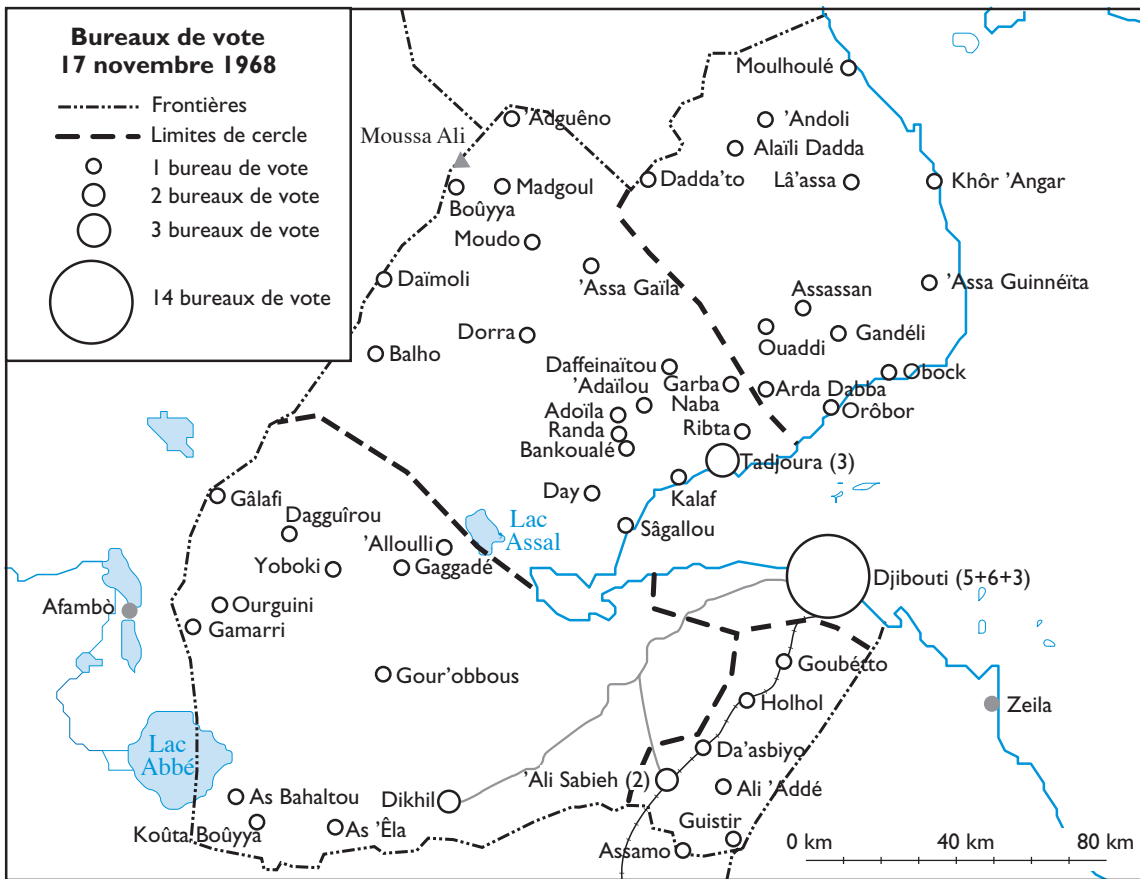 Bureaux de vote
17 novembre 1968
Frontières
Limites de cercle
1 bureau de vote
2 bureaux de vote
3 bureaux de vote
14 bureaux de vote
Moulhoulé
'Adguêno
'Andoli
Moussa Ali
Alaïli Dadda
Dadda'to
Lâ'assa
Khôr 'Angar
Madgoul
Boûyya
Moudo
Daïmoli
'Assa Gaïla
'Assa Guinnéïta
Assassan
Dorra
Ouaddi
Gandéli
Balho
Daffeinaïtou
'Adaïlou
Garba
Naba
Arda Dabba
Obock
Adoïla
Orôbor
Randa
Ribta
Bankoualé
Tadjoura (3)
Day
Kalaf
Gâlafi
Dagguîrou
Lac
Assal
Sâgallou
'Alloulli
Yoboki
Gaggadé
Djibouti (5+6+3)
Afambò
Ourguini
Gamarri
Goubétto
Gour'obbous
Holhol
Zeila
Lac
Abbé
Da'asbiyo
'Ali Sabieh (2)
Ali 'Addé
As Bahaltou
Dikhil
Guistir
Koûta Boûyya
As 'Êla
Assamo
0 km
40 km
80 km